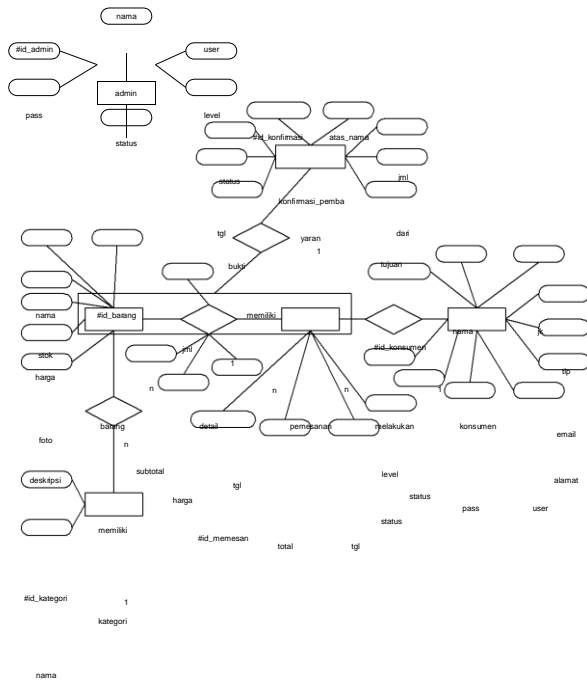 nama
#id_admin
user
admin
pass
level
status
#id_konfirmasi
atas_nama
status
jml
konfirmasi_pemba
tgl
yaran
dari
1
bukti
tujuan
nama
#id_barang
memiliki
nama
jk
stok
jml
1
#id_konsumen
tlp
harga
n
n
n
1
barang
detail
pemesanan
melakukan
konsumen
email
foto
n
subtotal
tgl
level
deskripsi
harga
status
alamat
pass
user
status
memiliki
#id_memesan
total
tgl
#id_kategori
1
kategori
nama